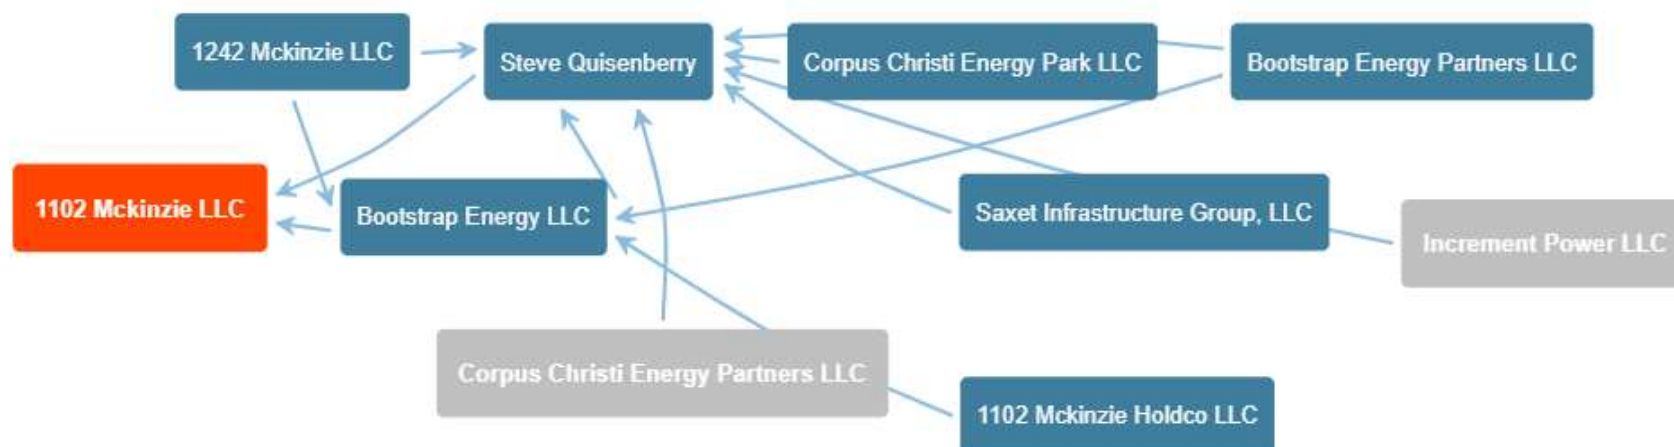 1242 Mckinzie LLC
Steve Quisenberry
Corpus Christi Energy Park LLC
Bootstrap Energy Partners LLC
1102 Mckinzie LLC
Bootstrap Energy LLC
Saxet Infrastructure Group, LLC
Increment Power LLC
Corpus Christi Energy Partners LLC
1102 Mckinzie Holdco LLC